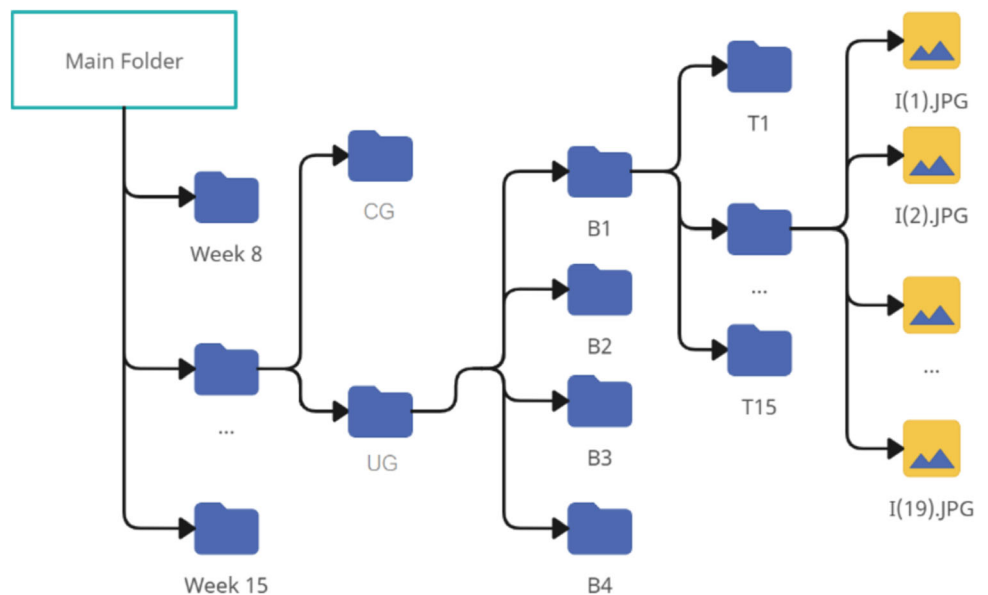 Main Folder
Week 8
...
Week 15
CG
UG
B1
B2
B3
B4
T1
...
T15
I(1).JPG
I(2).JPG
...
I(19).JPG